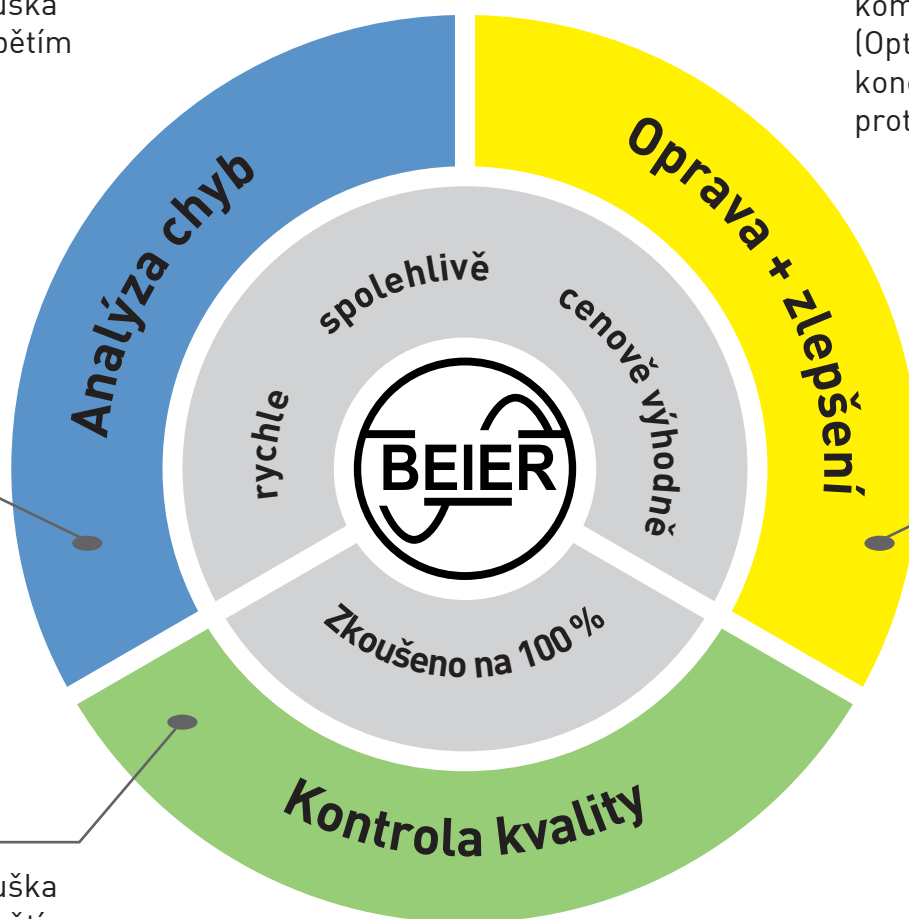 Analýza chyb
Oprava + zlepšení
rychle
spolehlivě
cenově výhodně
BEIER
Zkoušeno na 100 %
Kontrola kvality